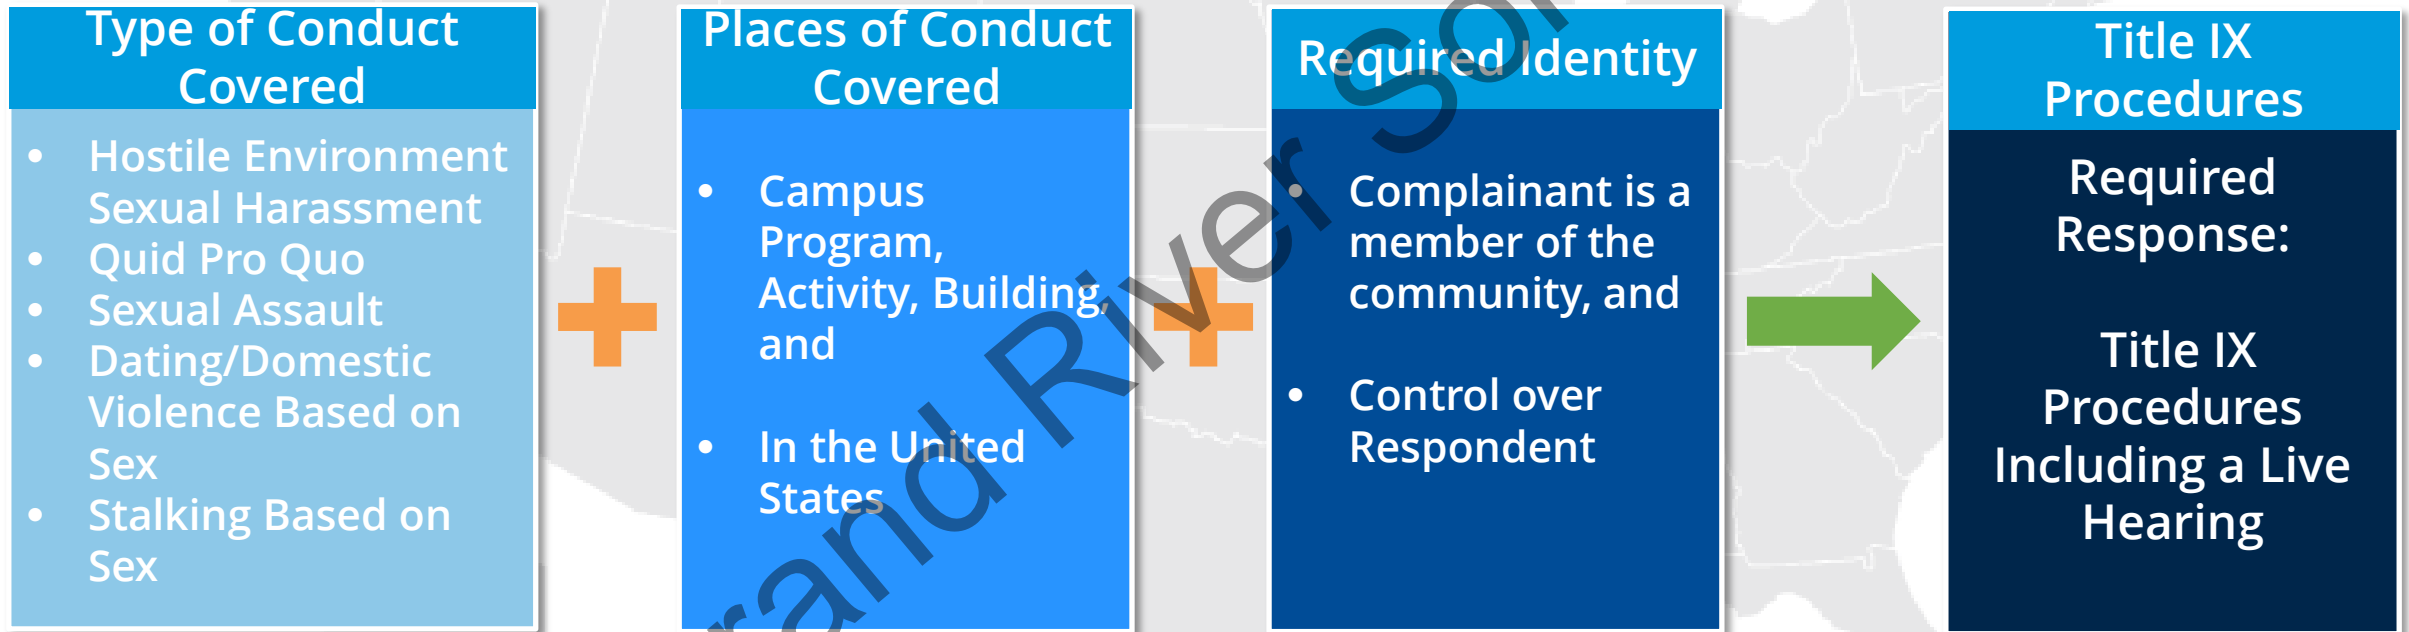 Type of Conduct
Covered
• Hostile Environment
Sexual Harassment
• Quid Pro Quo
• Sexual Assault
• Dating/Domestic
Violence Based on
Sex
• Stalking Based on
Sex
Places of Conduct
Covered
• Campus
Program,
Activity, Building,
and
• In the United
States
Required Identity
• Complainant is a
member of the
community, and
• Control over
Respondent
Title IX
Procedures
Required
Response:
Title IX
Procedures
Including a Live
Hearing
rand River Sol